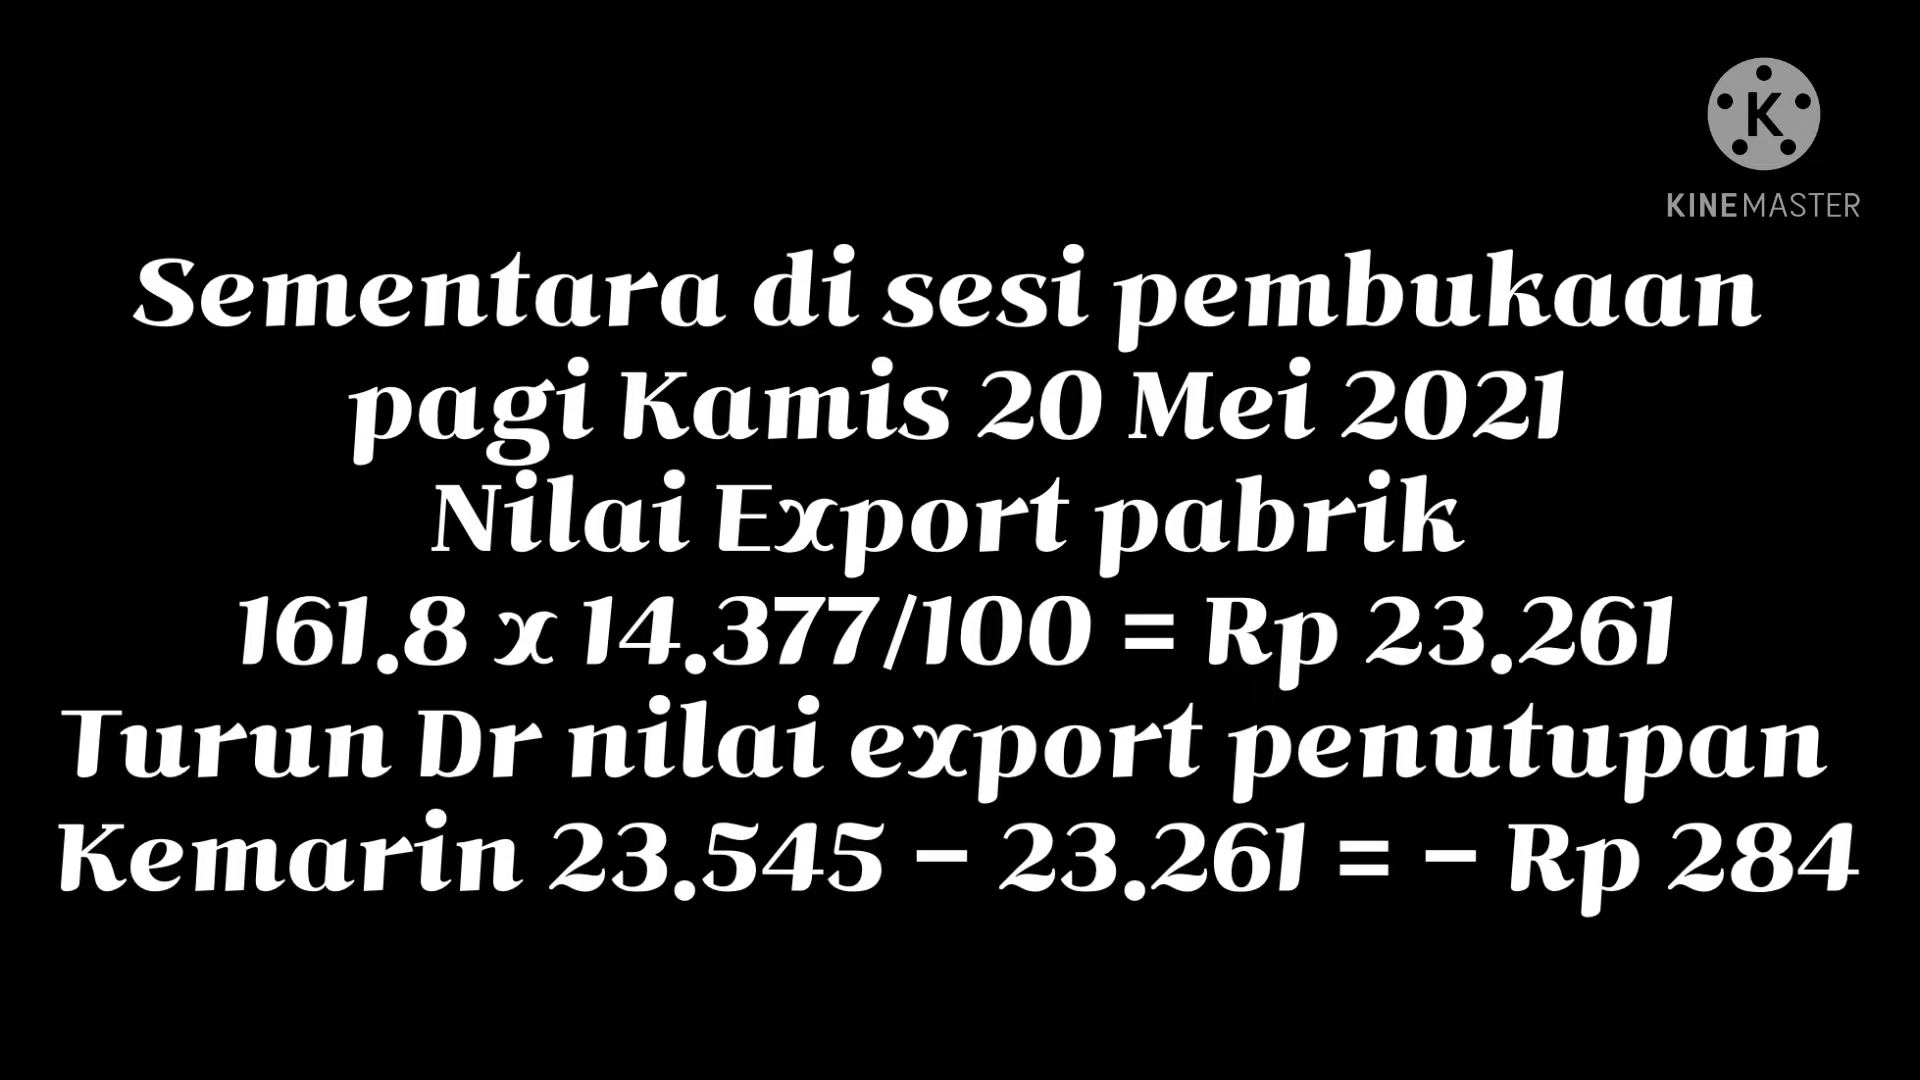 K
KINEMASTER
Sementara di sesi pembukaan
pagi Kamis 20 Mei 2021
Nilai Export pabrik
161.8 x 14.377/100 = Rp 23.261
Turun Dr nilai export penutupan
Kemarin 23.545 - 23.261 = - Rp 284